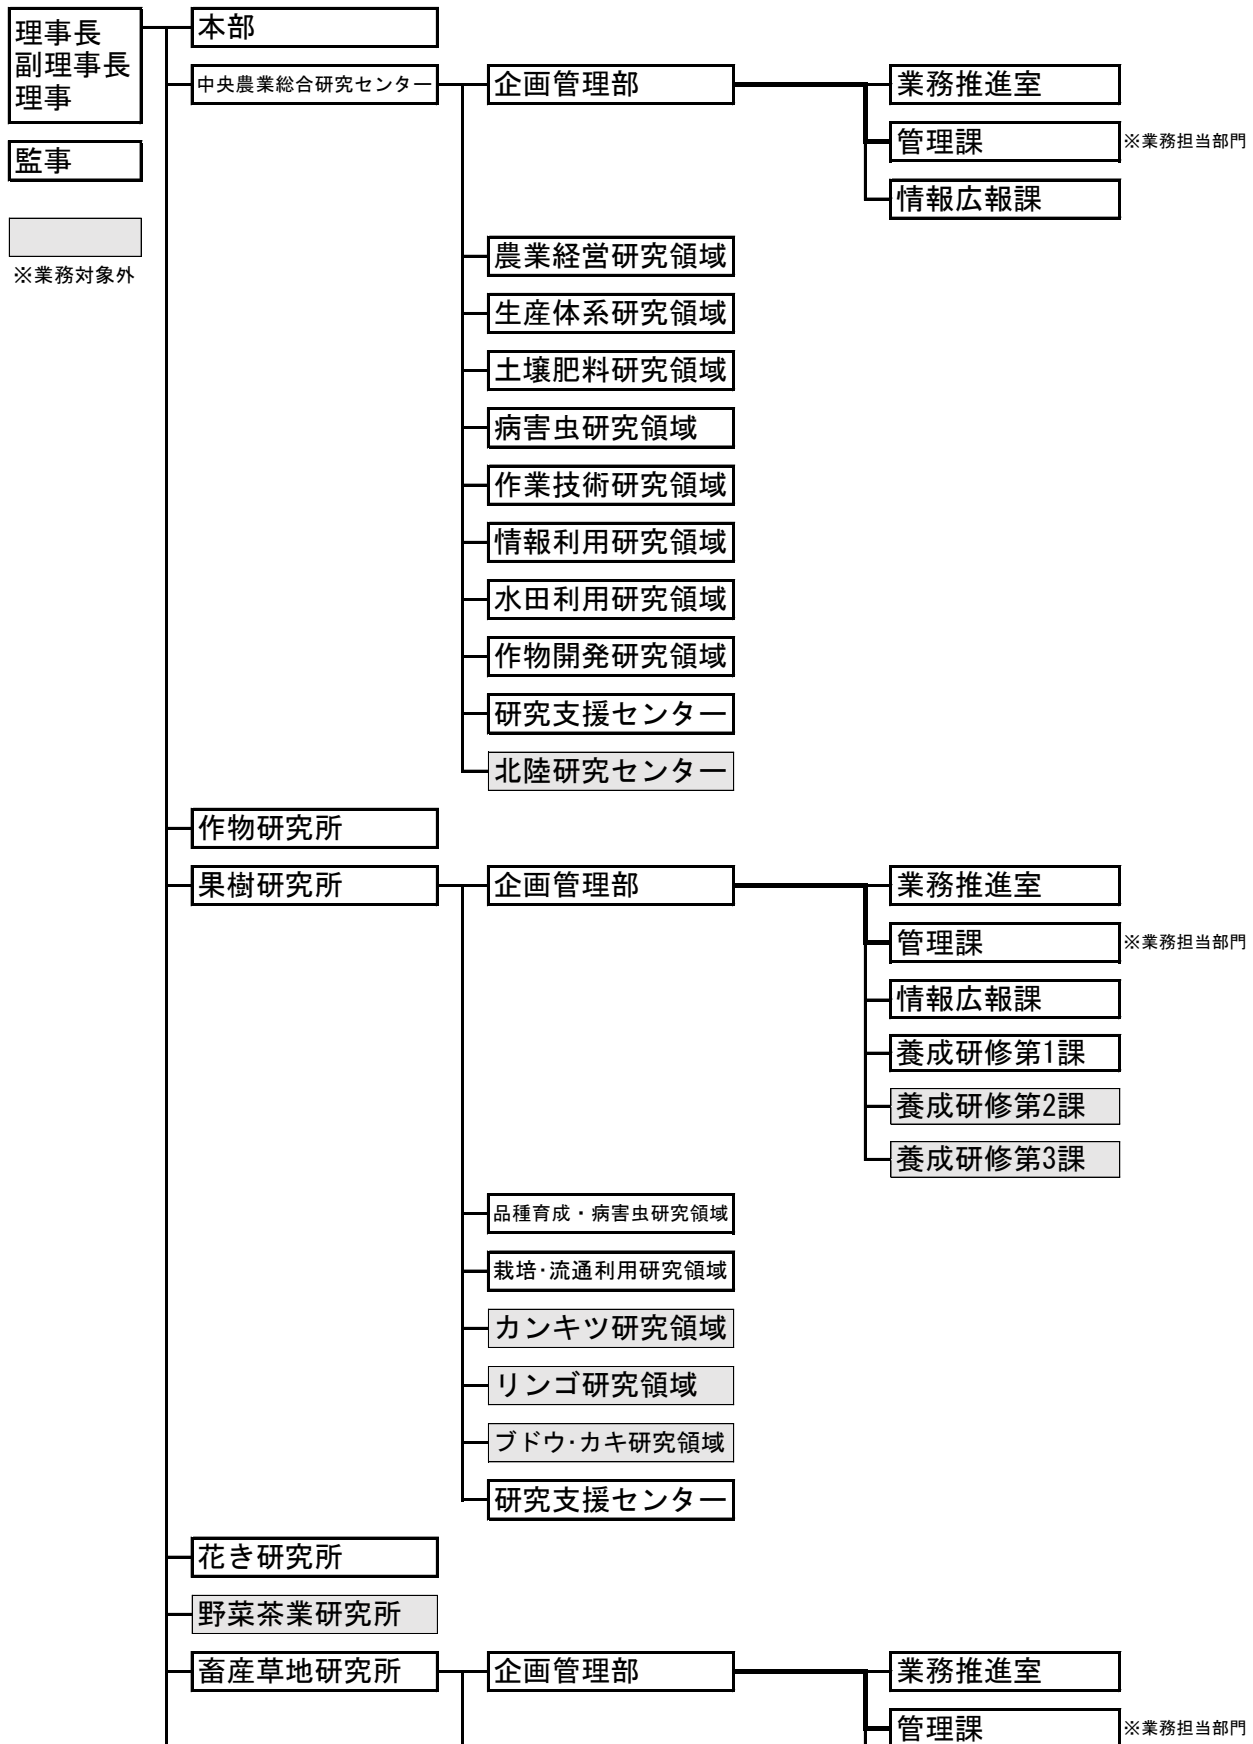 理事長
副理事長
理事
監事
※業務対象外
本部
中央農業総合研究センター
企画管理部
業務推進室
管理課
※業務担当部門
情報広報課
農業経営研究領域
生産体系研究領域
土壌肥料研究領域
病害虫研究領域
作業技術研究領域
情報利用研究領域
水田利用研究領域
作物開発研究領域
研究支援センター
北陸研究センター
作物研究所
果樹研究所
企画管理部
業務推進室
管理課
※業務担当部門
情報広報課
養成研修第1課
養成研修第2課
養成研修第3課
品種育成・病害虫研究領域
栽培・流通利用研究領域
カンキツ研究領域
リンゴ研究領域
ブドウ・カキ研究領域
研究支援センター
花き研究所
野菜茶業研究所
畜産草地研究所
企画管理部
業務推進室
管理課
※業務担当部門